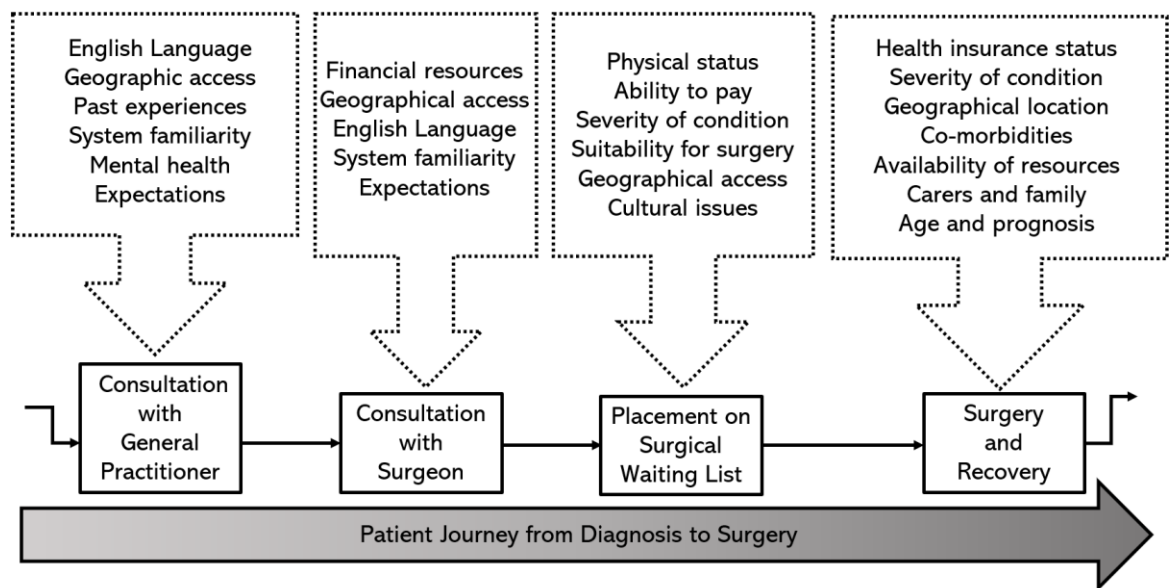 English Language
Geographic access
Past experiences
System familiarity
Mental health
Expectations
Financial resources
Geographical access
English Language
System familiarity
Expectations
Physical status
Ability to pay
Severity of condition
Suitability for surgery
Geographical access
Cultural issues
Health insurance status
Severity of condition
Geographical location
Co-morbidities
Availability of resources
Carers and family
Age and prognosis
Consultation
with
General
Practitioner
Consultation
with
Surgeon
Placement on
Surgical
Waiting List
Surgery
and
Recovery
Patient Journey from Diagnosis to Surgery